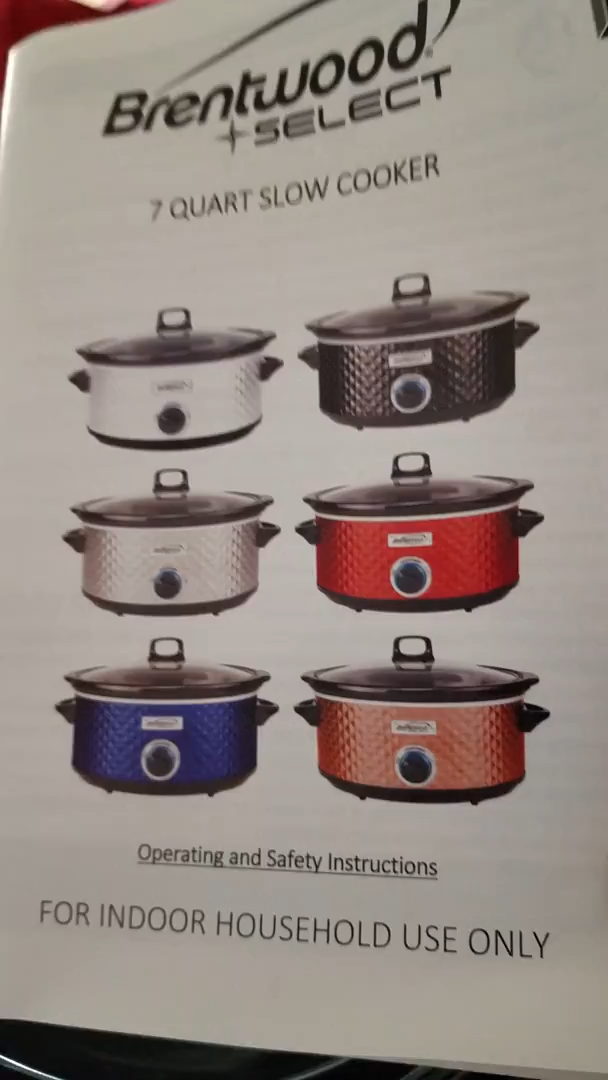 Brentwood®
SELECT
7 QUART SLOW COOKER
Operating and Safety Instructions
FOR INDOOR HOUSEHOLD USE ONLY